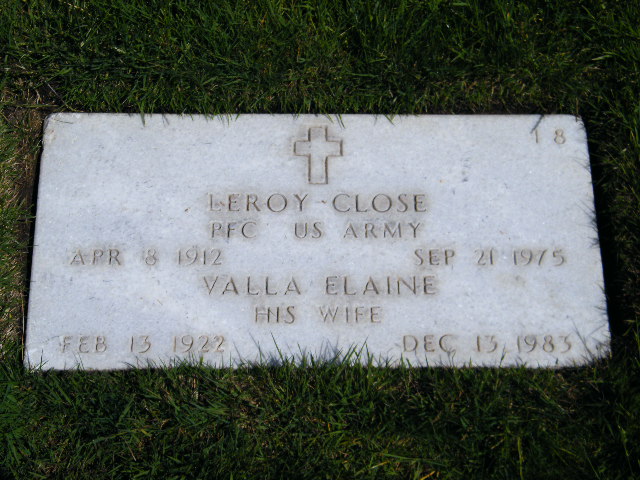 18
LEROY CLOSE
PFC US ARMY
APR 8 1912 SEP 21 1975
VALLA ELAINE
HIS WIFE
FEB 13 1922 DEC 13 1983